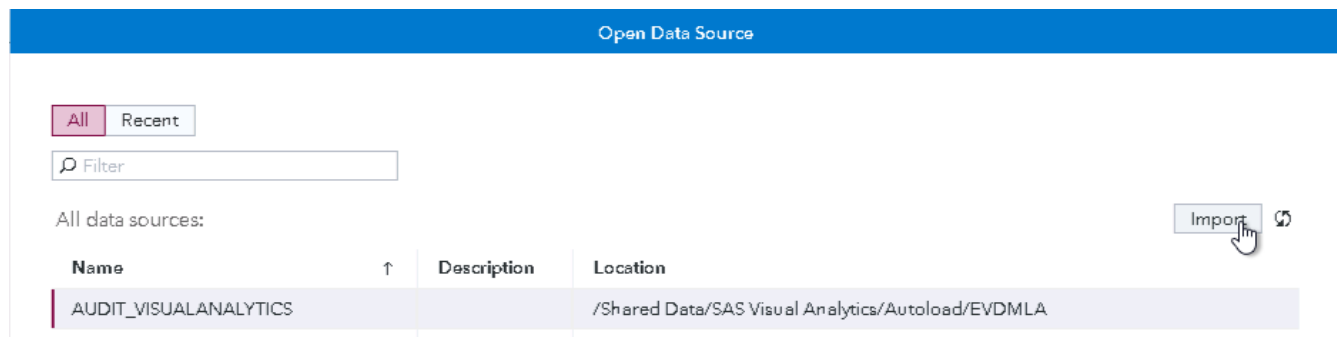 Open Data Source
All Recent
Filter
All data sources:
Import
Name ↑ Description Location
AUDIT_VISUALANALYTICS /Shared Data/SAS Visual Analytics/Autoload/EVDMLA